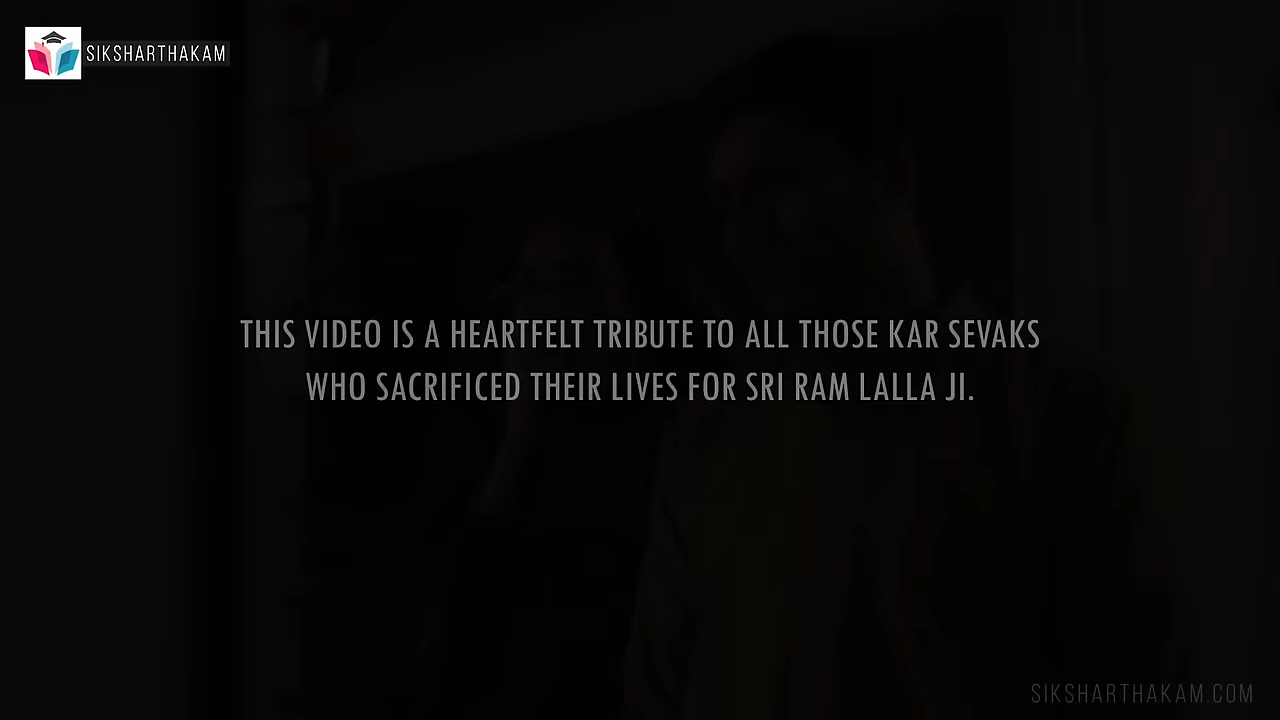 SIKSHARTHAKAM
THIS VIDEO IS A HEARTFELT TRIBUTE TO ALL THOSE KAR SEVAKS
WHO SACRIFICED THEIR LIVES FOR SRI RAM LALLA JI.
SIKSHARTHAKAM.COM